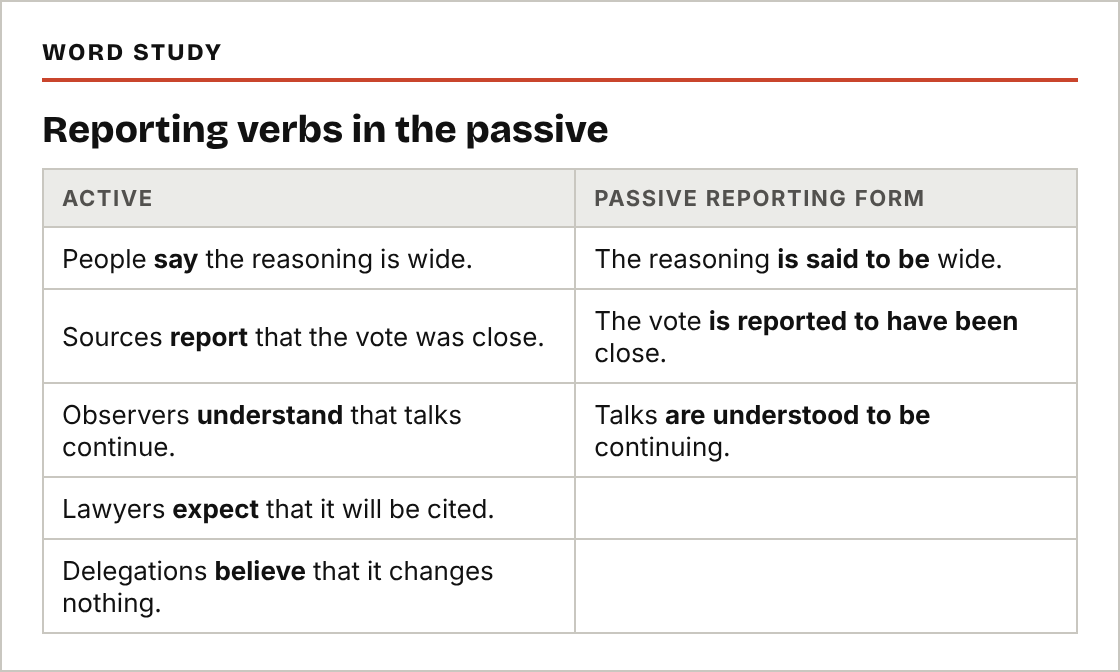 WORD STUDY
Reporting verbs in the passive
ACTIVE
PASSIVE REPORTING FORM
People say the reasoning is wide.
The reasoning is said to be wide.
Sources report that the vote was close.
The vote is reported to have been
close.
Observers understand that talks
continue.
Talks are understood to be
continuing.
Lawyers expect that it will be cited.
Delegations believe that it changes
nothing.